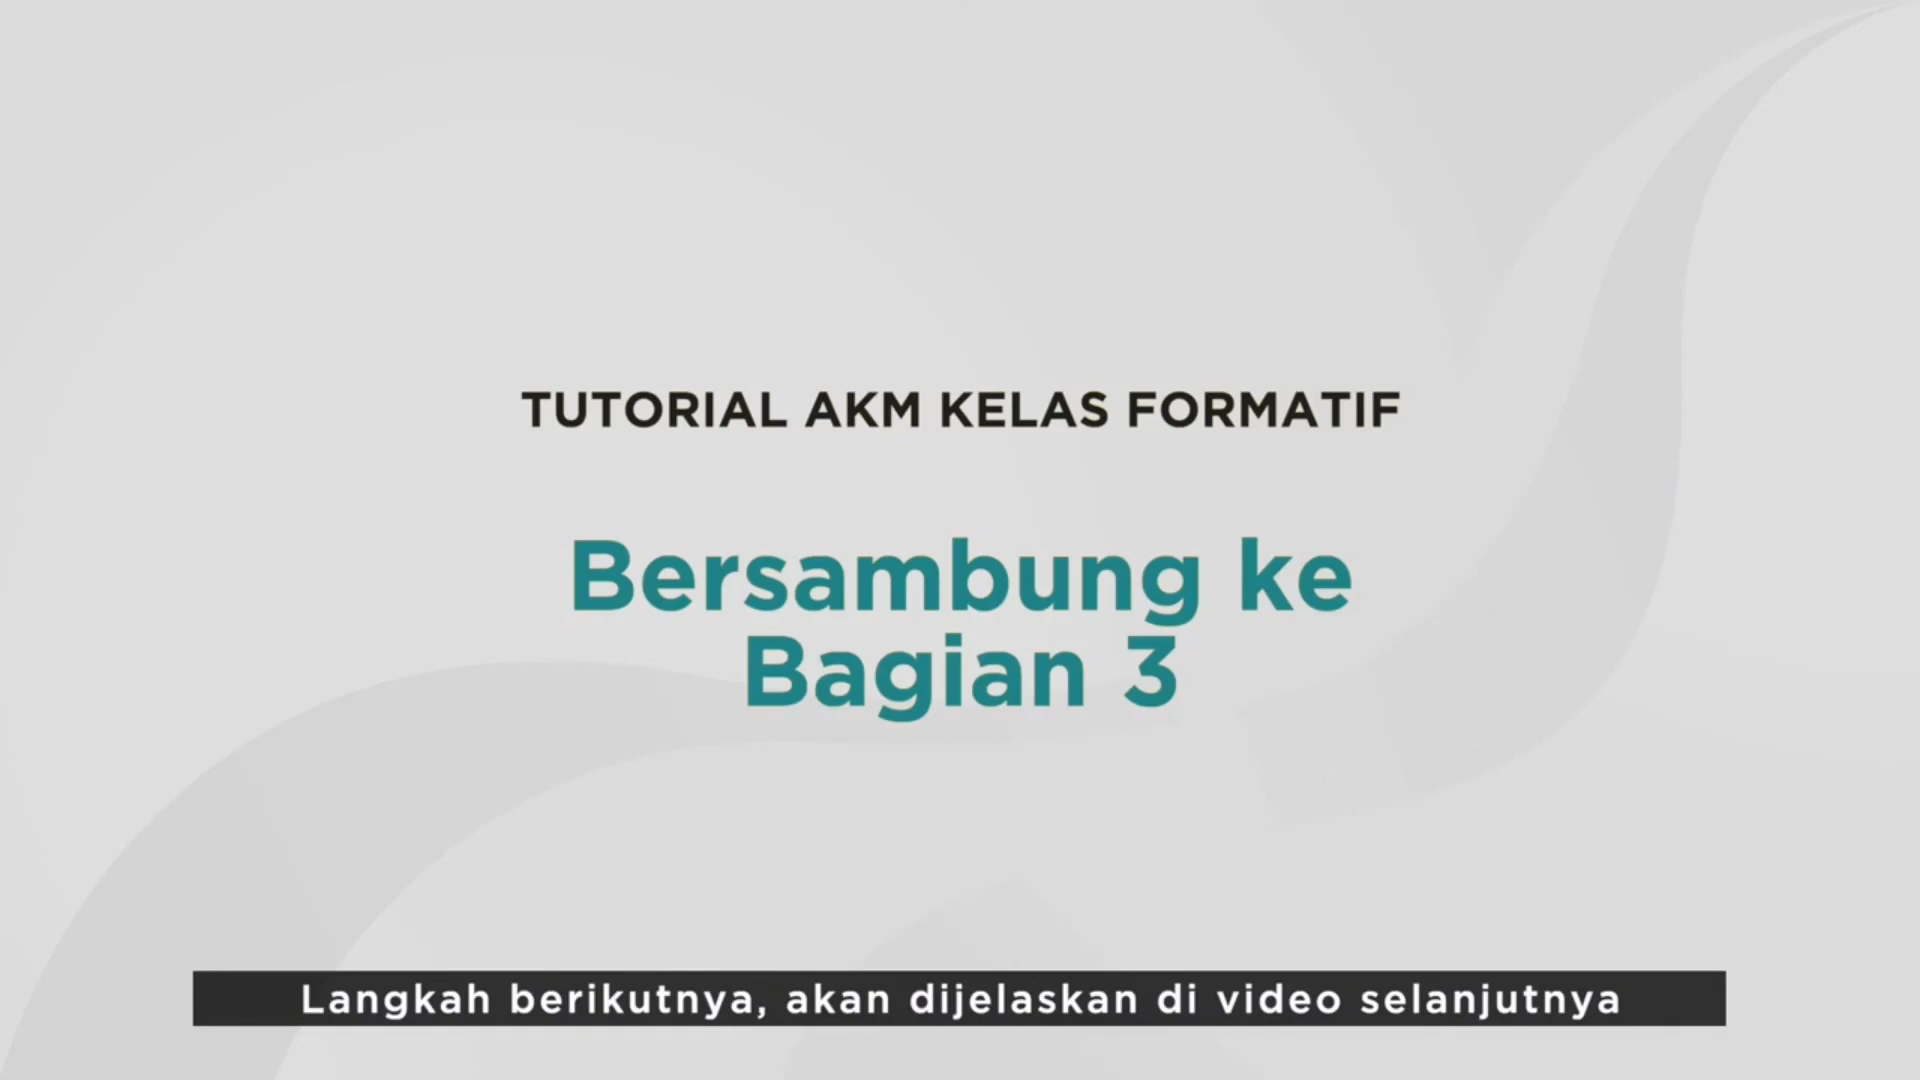 TUTORIAL AKM KELAS FORMATIF
Bersambung ke
Bagian 3
Langkah berikutnya, akan dijelaskan di video selanjutnya